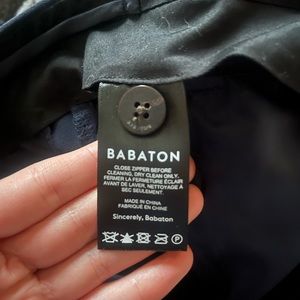 BABATON
CLOSE ZIPPER BEFORE
CLEANING, DRY CLEAN ONLY.
FERMER LA FERMETURE ÉCLAIR
AVANT DE LAVER, NETTOYAGE À
SEC SEULEMENT.
MADE IN CHINA
FABRIQUÉ EN CHINE
Sincerely, Babaton
P